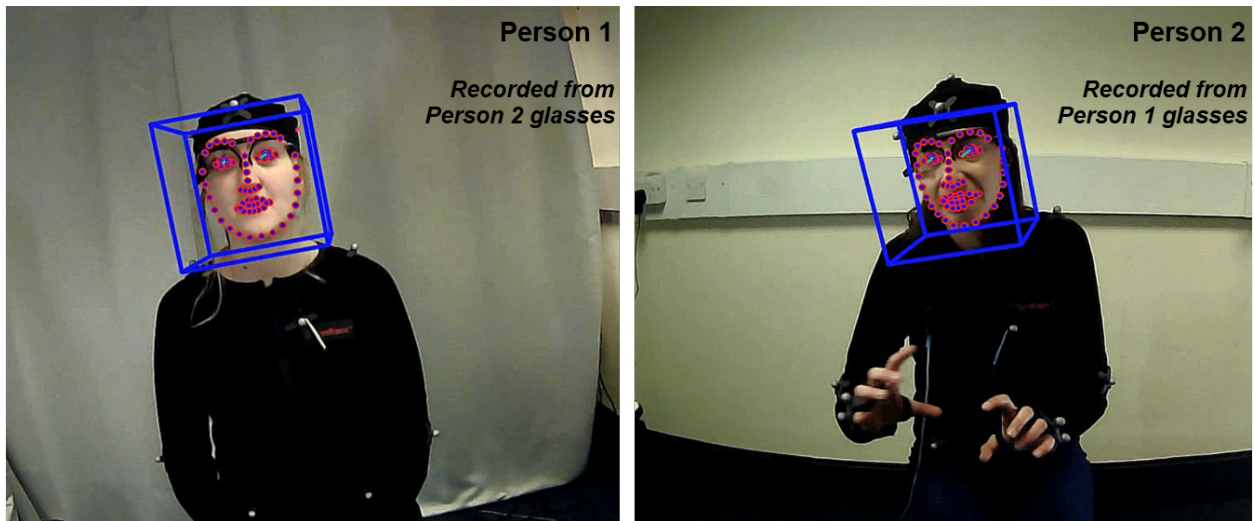 Person 1
Recorded from
Person 2 glasses
Person 2
Recorded from
Person 1 glasses